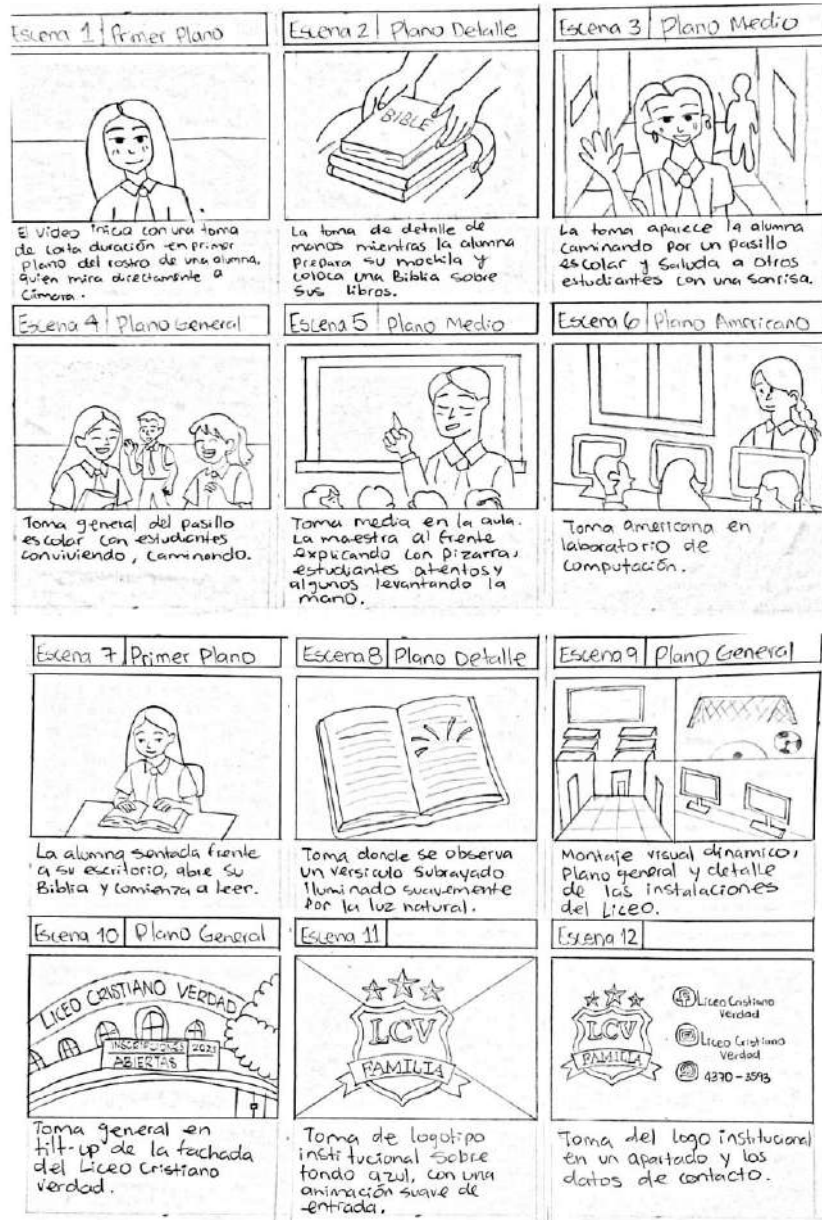 Escena 1 Primer Plano
El video inicia con una toma
de corta duración en primer
plano del rostro de una alumna,
quien mira directamente a
cámara.
Escena 2 Plano Detalle
BIBLE
La toma de detalle de
manos mientras la alumna
prepara su mochila y
coloca una Biblia sobre
sus libros.
Escena 3 Plano Medio
La toma aparece la alumna
caminando por un pasillo
escolar y saluda a otros
estudiantes con una sonrisa.
Escena 4 Plano General
Toma general del pasillo
escolar con estudiantes
conviviendo, caminando.
Escena 5 Plano Medio
Toma media en la aula.
La maestra al frente
explicando con pizarra,
estudiantes atentos y
algunos levantando la
mano.
Escena 6 Plano Americano
Toma americana en
laboratorio de
computación.
Escena 7 Primer Plano
La alumna sentada frente
a su escritorio, abre su
Biblia y comienza a leer.
Escena 8 Plano Detalle
Toma donde se observa
un versículo subrayado
iluminado suavemente
por la luz natural.
Escena 9 Plano General
Montaje visual dinamico,
plano general y detalle
de las instalaciones
del Liceo.
Escena 10 Plano General
LICEO CRISTIANO VERDAD
INSCRIPCIONES
ABIERTAS
Toma general en
tilt-up de la fachada
del Liceo Cristiano
verdad.
Escena 11
LCV
FAMILIA
Toma de logotipo
institucional sobre
fondo azul, con una
animación suave de
entrada.
Escena 12
LCV
FAMILIA
Liceo Cristiano
Verdad
Liceo Cristiano
Verdad
4370-3593
Toma del logo institucional
en un apartado y los
datos de contacto.